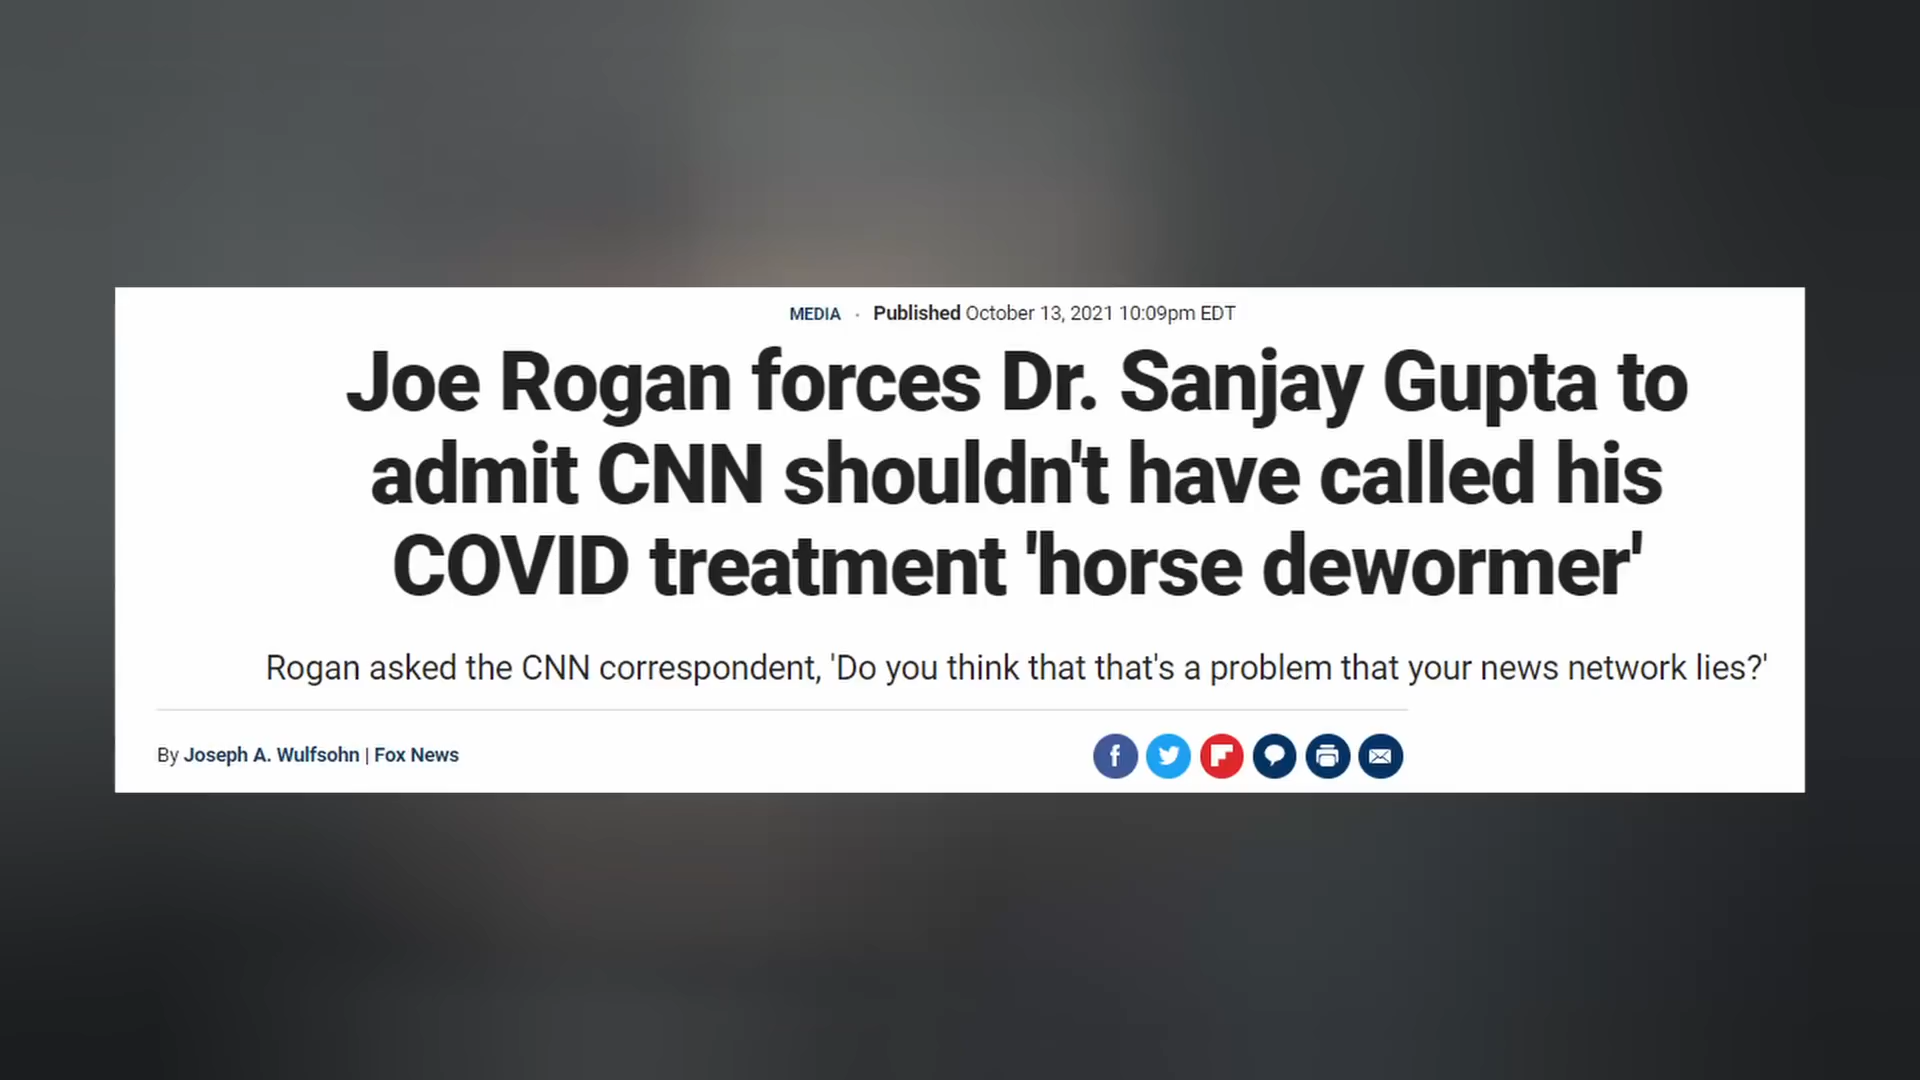 MEDIA · Published October 13, 2021 10:09pm EDT
Joe Rogan forces Dr. Sanjay Gupta to
admit CNN shouldn't have called his
COVID treatment 'horse dewormer'
Rogan asked the CNN correspondent, 'Do you think that that's a problem that your news network lies?'
By Joseph A. Wulfsohn | Fox News